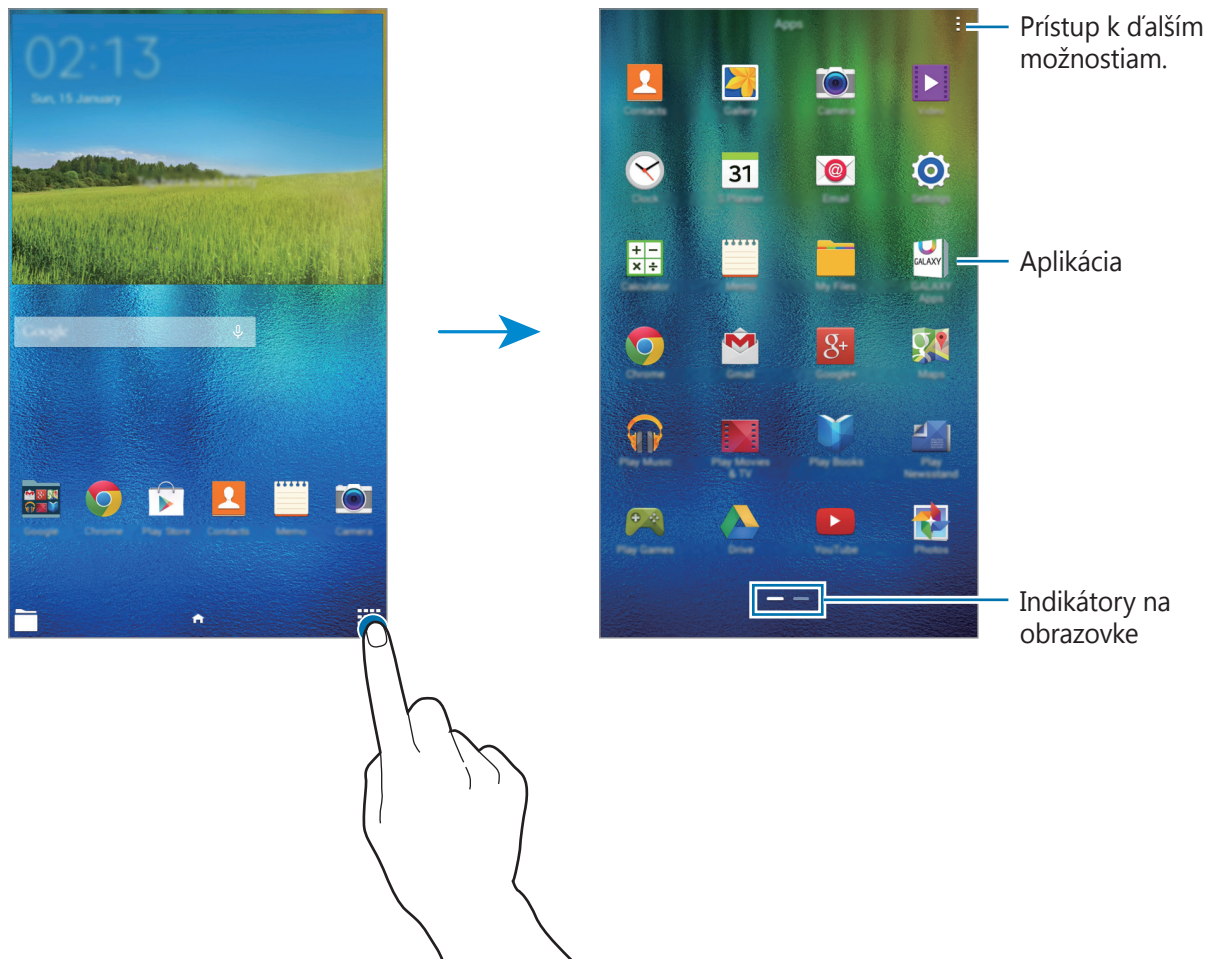 02:13
Sun, 15 January
Google
Google
Chrome
Play Store
Contacts
Memo
Camera
Apps
Contacts
Gallery
Camera
Video
Clock
31
S Planner
Email
Settings
Calculator
Memo
My Files
GALAXY
GALAXY
Apps
Chrome
Gmail
g+
Google+
Maps
Play Music
Play Movies
& TV
Play Books
Play
Newsstand
Play Games
Drive
YouTube
Photos
Prístup k ďalším
možnostiam.
Aplikácia
Indikátory na
obrazovke